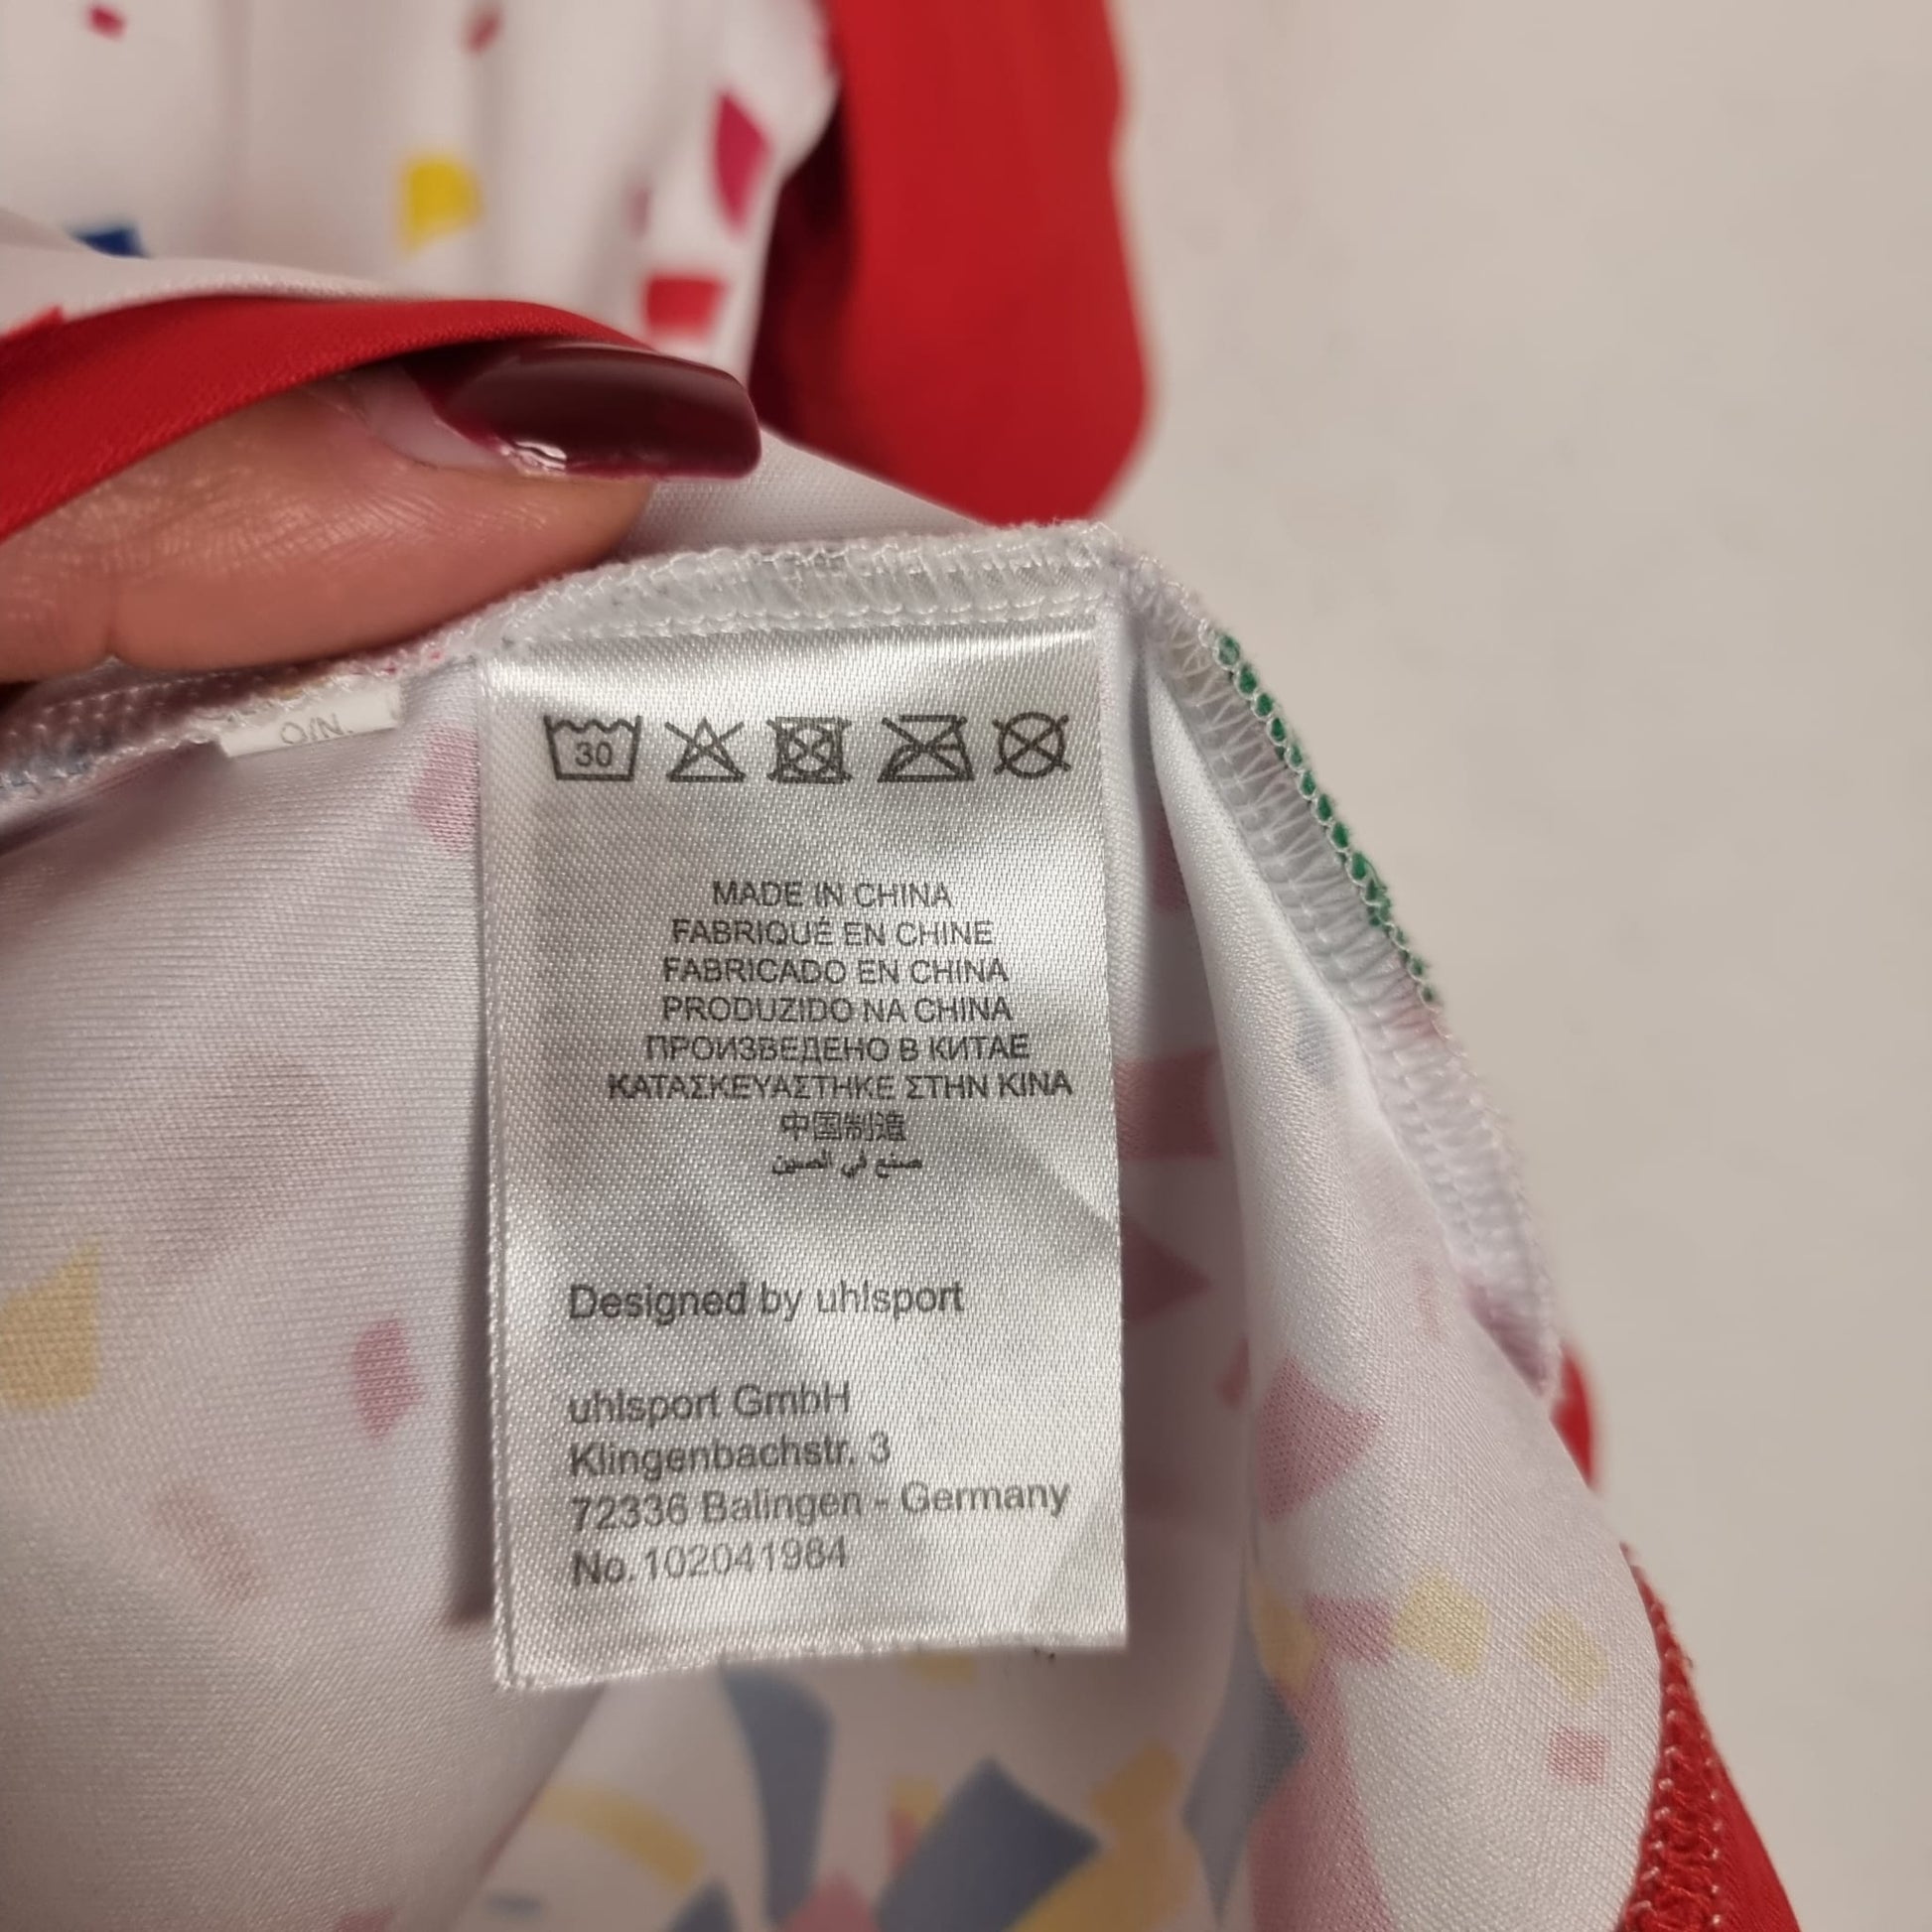 O/N.
30
MADE IN CHINA
FABRIQUÉ EN CHINE
FABRICADO EN CHINA
PRODUZIDO NA CHINA
ПРОИЗВЕДЕНО В КИТАЕ
ΚΑΤΑΣΚΕΥΑΣΤΗΚΕ ΣΤΗΝ ΚΙΝΑ
中国制造
صنع في الصين
Designed by uhlsport
uhlsport GmbH
Klingenbachstr. 3
72336 Balingen - Germany
No.102041984